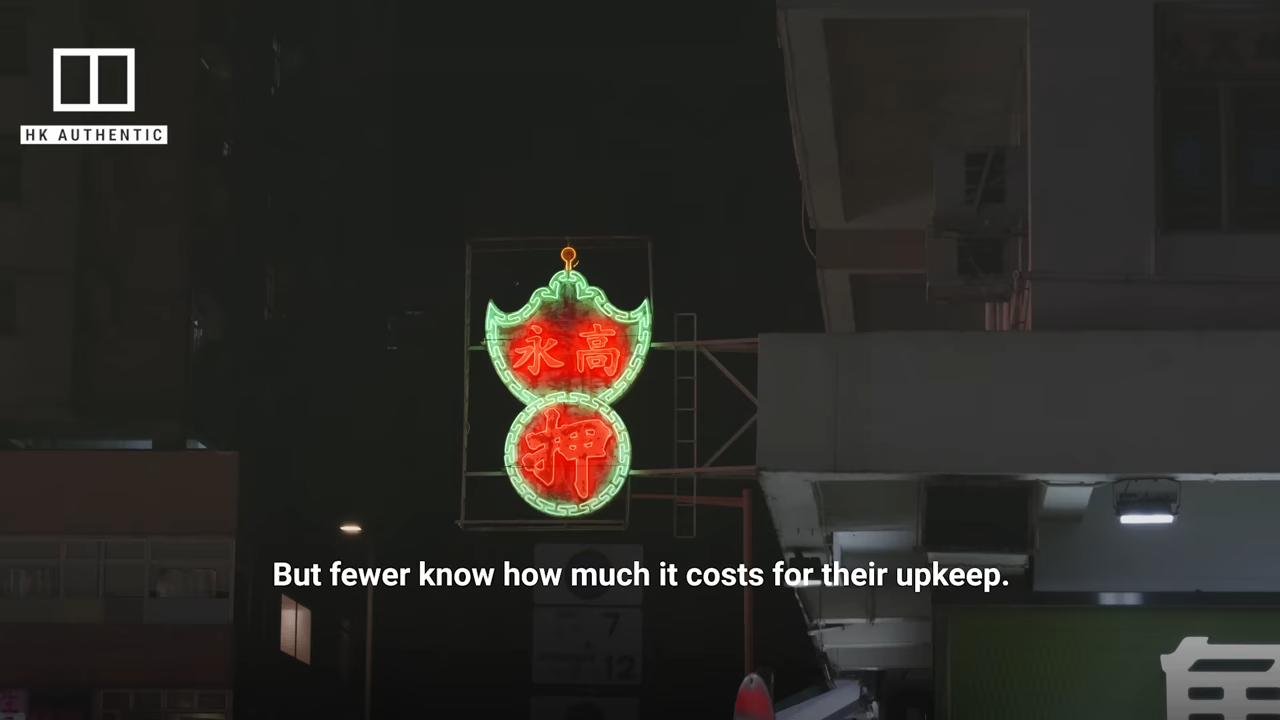 HK AUTHENTIC
永高
押
But fewer know how much it costs for their upkeep.
7
12